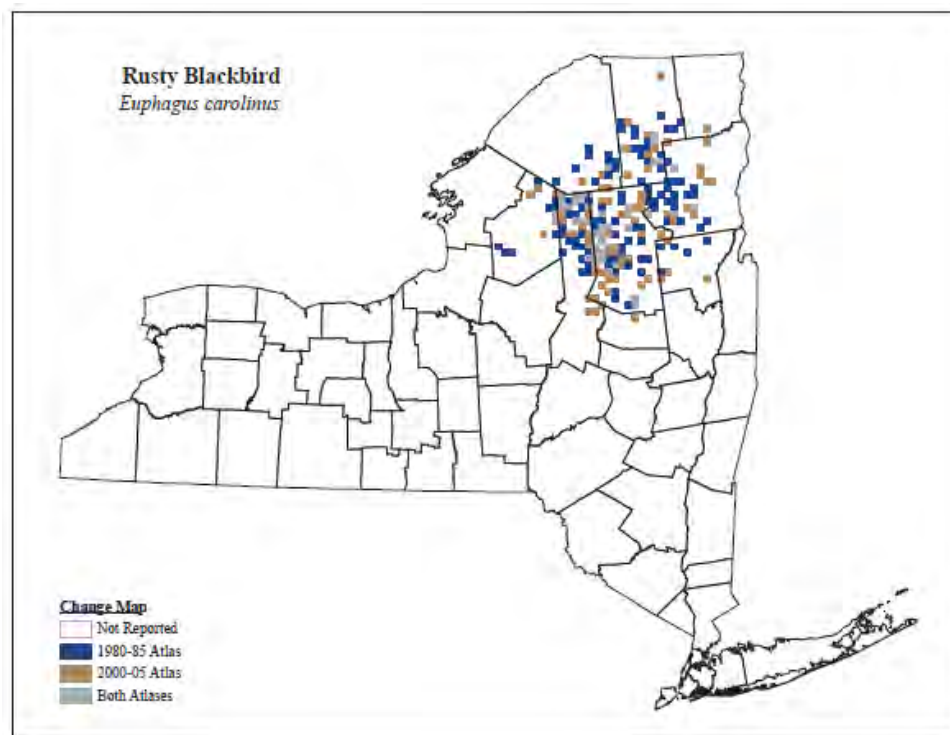 Rusty Blackbird
Euphagus carolinus
Change Map
Not Reported
1980-85 Atlas
2000-05 Atlas
Both Atlases